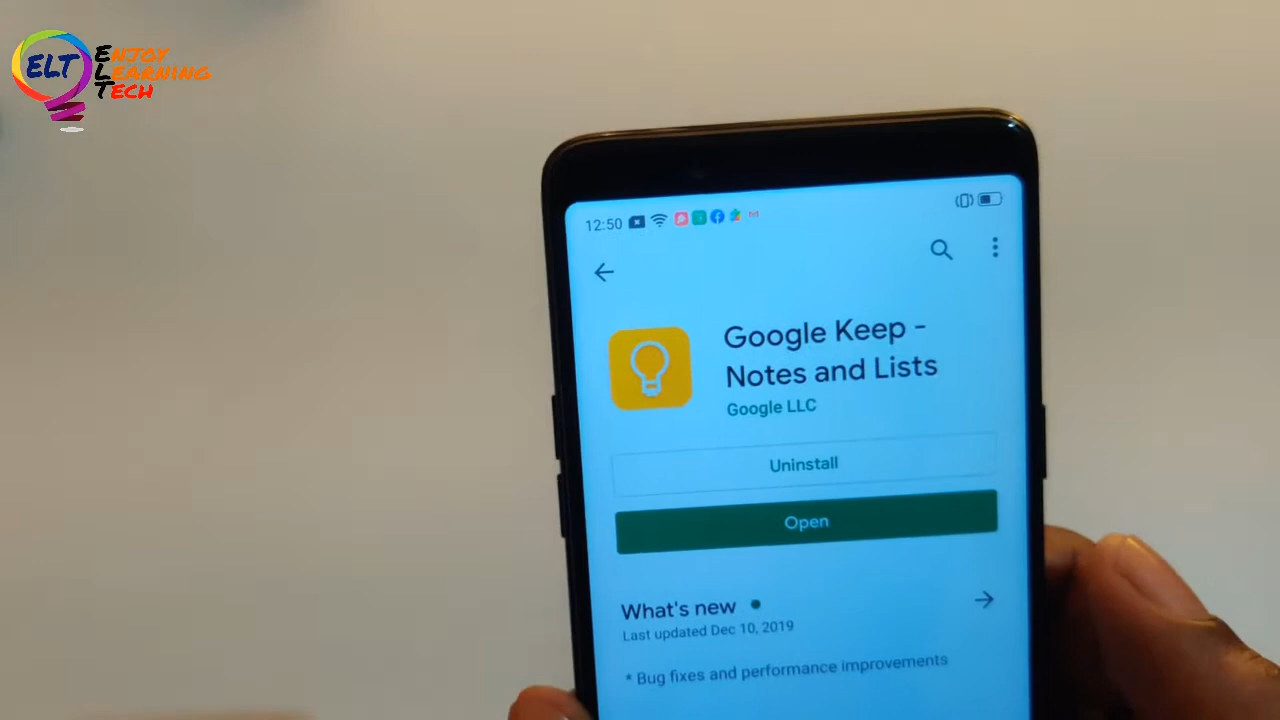 ELT
Enjoy
Learning
Tech
12:50
Google Keep -
Notes and Lists
Google LLC
Uninstall
Open
What's new
Last updated Dec 10, 2019
* Bug fixes and performance improvements